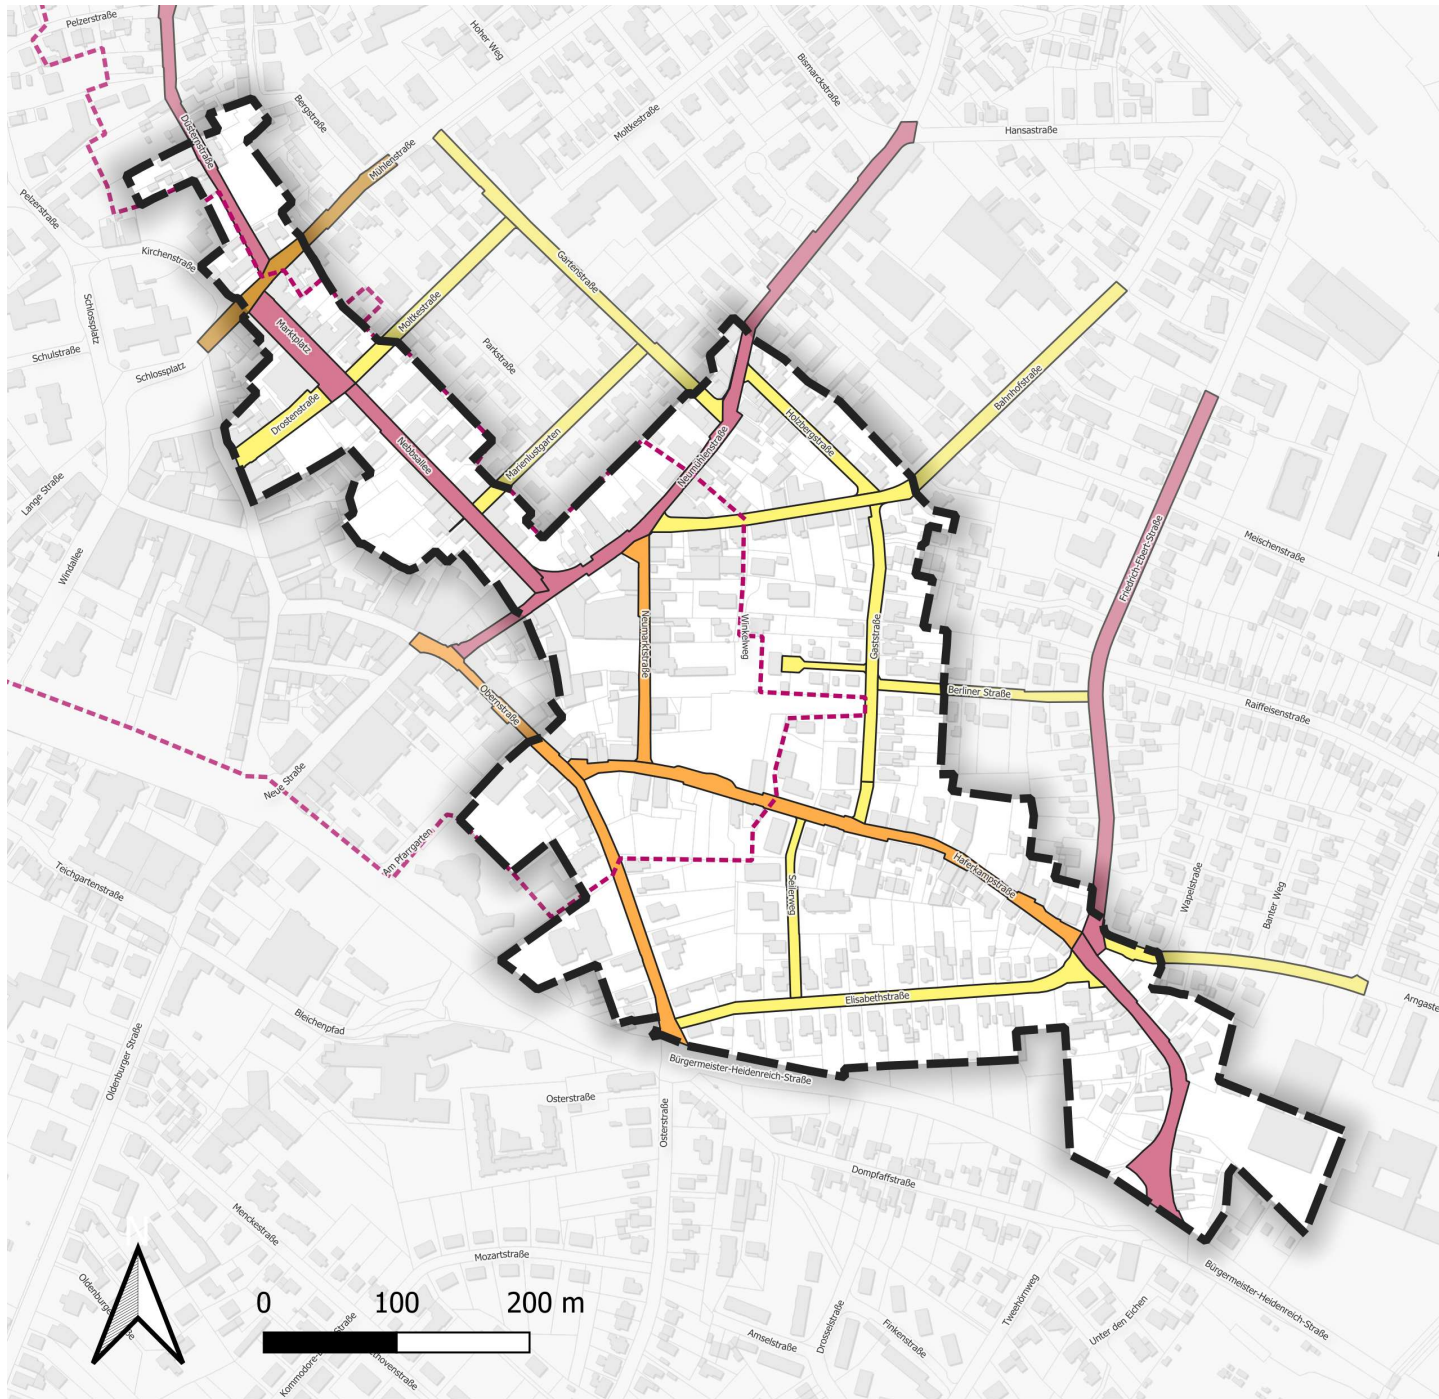 Pelzerstraße
Hoher Weg
Bismarckstraße
Bergstraße
Moltkestraße
Hansastraße
Düsternstraße
Mühlenstraße
Pelzerstraße
Kirchenstraße
Gartenstraße
Schlossplatz
Moltkestraße
Marktplatz
Parkstraße
Schulstraße
Schlossplatz
Bahnhofstraße
Drostenstraße
Holzbergstraße
Nebbsallee
Marienlustgarten
Neumühlenstraße
Lange Straße
Friedrich-Ebert-Straße
Meischenstraße
Windallee
Neumarktstraße
Winkelweg
Gaststraße
Berliner Straße
Obernstraße
Raiffeisenstraße
Neue Straße
Am Pfarrgarten
Teichgartenstraße
Haferkampstraße
Seilerweg
Wapelstraße
Banter Weg
Elisabethstraße
Arngaste
Bleichenpfad
Oldenburger Straße
Bürgermeister-Heidenreich-Straße
Osterstraße
Osterstraße
Dompfaffstraße
Menckestraße
Mozartstraße
Bürgermeister-Heidenreich-Straße
Tweehörnweg
Unter den Eichen
Drosselstraße
Finkenstraße
Amselstraße
0 100 200 m